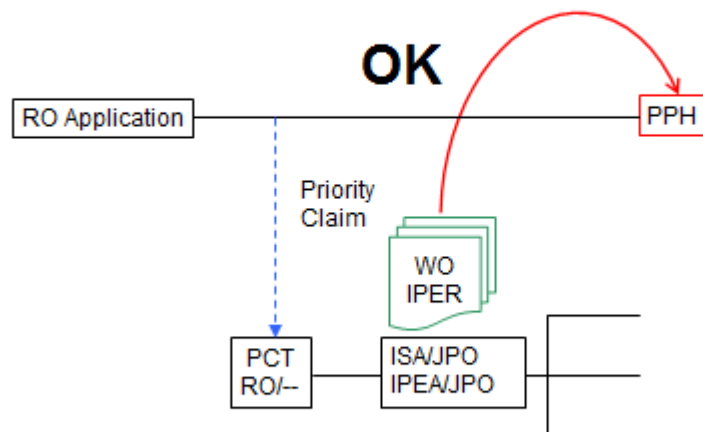 OK
RO Application
PPH
Priority
Claim
WO
IPER
PCT
RO/--
ISA/JPO
IPEA/JPO